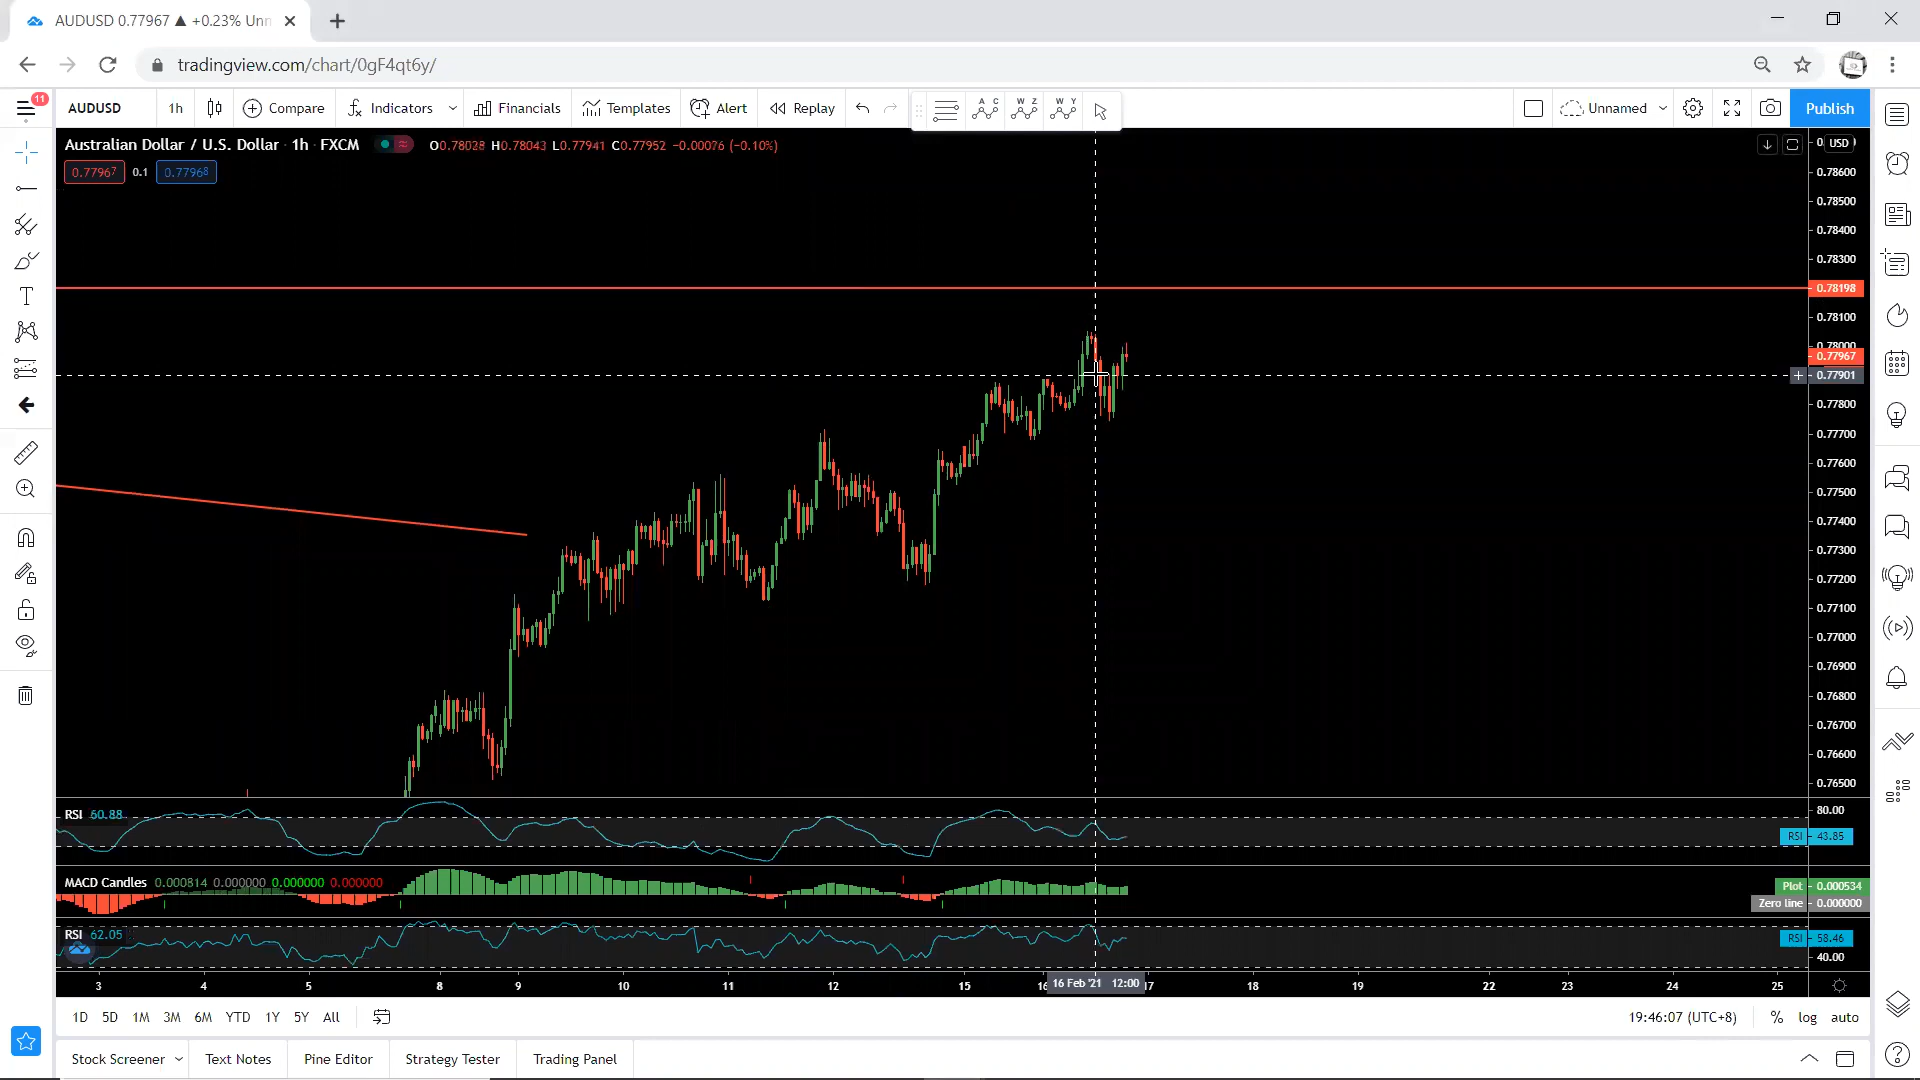 AUDUSD 0.77967 ▲ +0.23% Unn
tradingview.com/chart/0gF4qt6y/
11
AUDUSD 1h Compare Indicators Financials Templates Alert Replay A C W Z W Y Unnamed Publish
Australian Dollar / U.S. Dollar · 1h · FXCM O0.78028 H0.78043 L0.77941 C0.77952 −0.00076 (−0.10%)
0.77967 0.1 0.77968
USD
0.78600
0.78500
0.78400
0.78300
0.78198
0.78100
0.78000
0.77967
0.77901
0.77800
0.77700
0.77600
0.77500
0.77400
0.77300
0.77200
0.77100
0.77000
0.76900
0.76800
0.76700
0.76600
0.76500
RSI 60.88
80.00
RSI 43.85
MACD Candles 0.000814 0.000000 0.000000 0.000000
Plot 0.000534
Zero line 0.000000
RSI 62.05
RSI 58.46
40.00
3 4 5 8 9 10 11 12 15 16 Feb '21 12:00 17 18 19 22 23 24 25
1D 5D 1M 3M 6M YTD 1Y 5Y All 19:46:07 (UTC+8) % log auto
Stock Screener Text Notes Pine Editor Strategy Tester Trading Panel